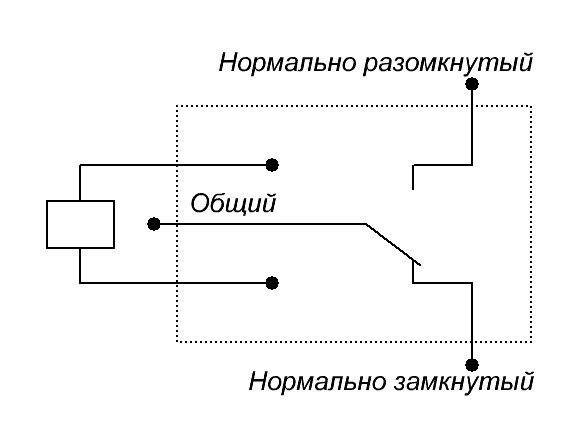 Нормально разомкнутый
Общий
Нормально замкнутый